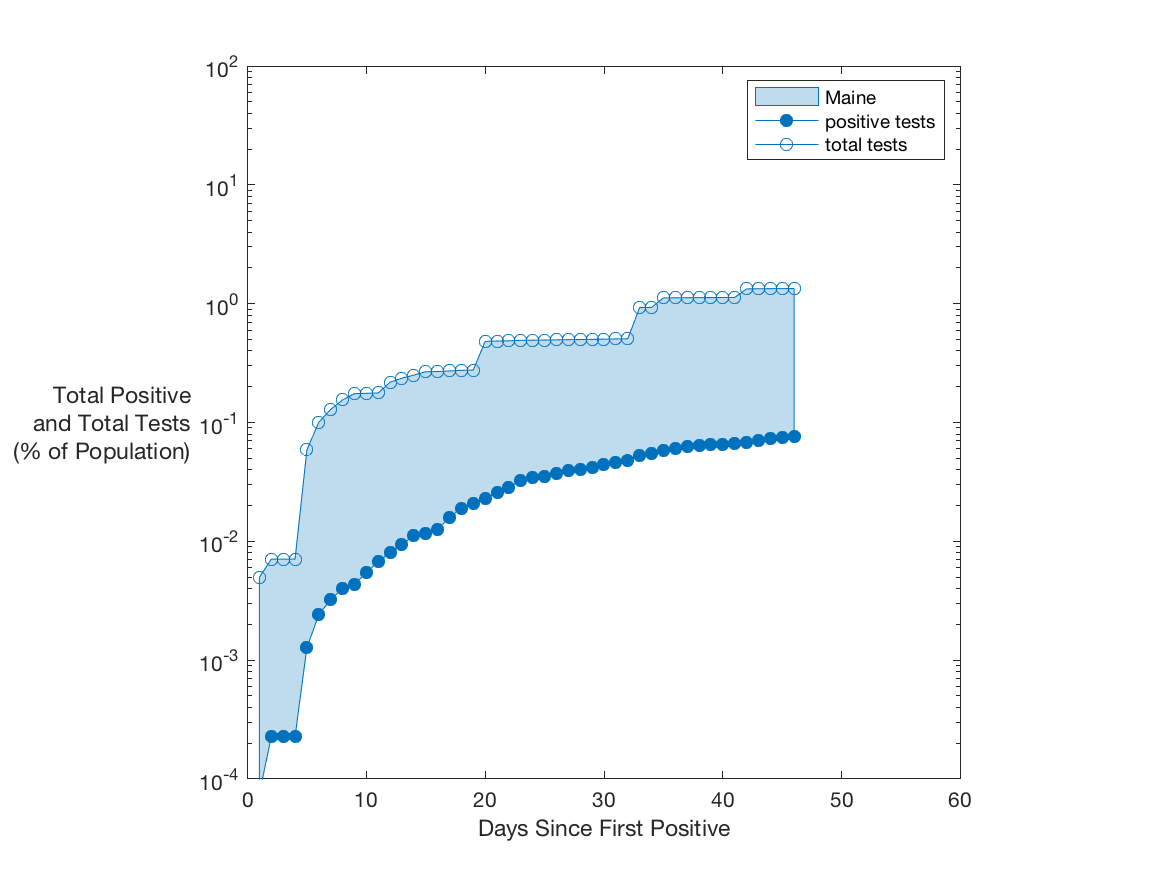 10^2
10^1
10^0
10^-1
10^-2
10^-3
10^-4
Total Positive
and Total Tests
(% of Population)
Maine
positive tests
total tests
0 10 20 30 40 50 60
Days Since First Positive